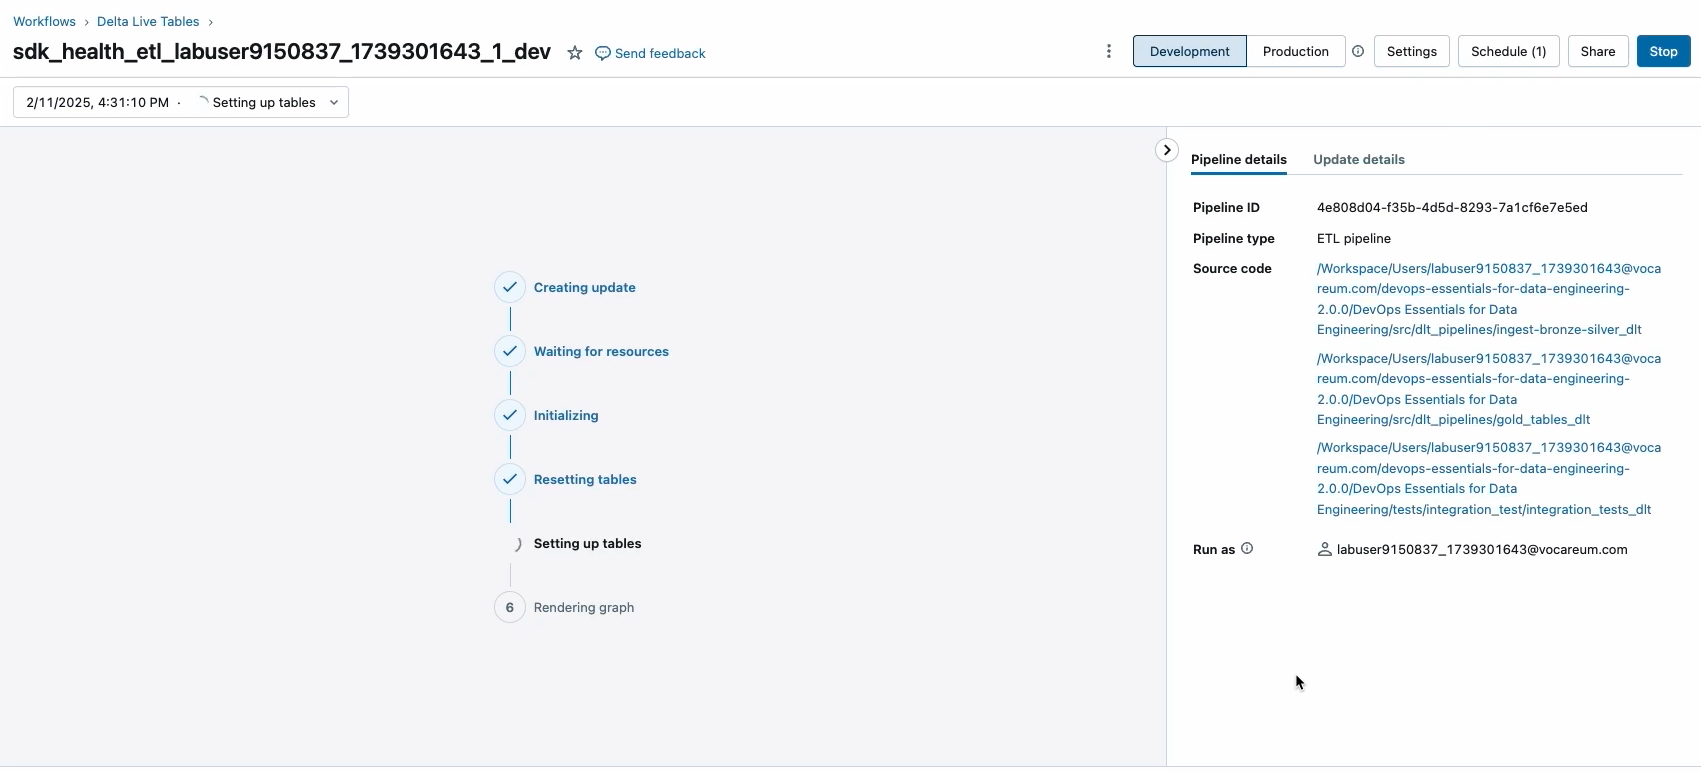 Workflows › Delta Live Tables ›
sdk_health_etl_labuser9150837_1739301643_1_dev Send feedback Development Production Settings Schedule (1) Share Stop
2/11/2025, 4:31:10 PM · Setting up tables
Creating update
Waiting for resources
Initializing
Resetting tables
Setting up tables
6 Rendering graph
Pipeline details Update details
Pipeline ID 4e808d04-f35b-4d5d-8293-7a1cf6e7e5ed
Pipeline type ETL pipeline
Source code /Workspace/Users/labuser9150837_1739301643@voca
reum.com/devops-essentials-for-data-engineering-
2.0.0/DevOps Essentials for Data
Engineering/src/dlt_pipelines/ingest-bronze-silver_dlt
/Workspace/Users/labuser9150837_1739301643@voca
reum.com/devops-essentials-for-data-engineering-
2.0.0/DevOps Essentials for Data
Engineering/src/dlt_pipelines/gold_tables_dlt
/Workspace/Users/labuser9150837_1739301643@voca
reum.com/devops-essentials-for-data-engineering-
2.0.0/DevOps Essentials for Data
Engineering/tests/integration_test/integration_tests_dlt
Run as labuser9150837_1739301643@vocareum.com